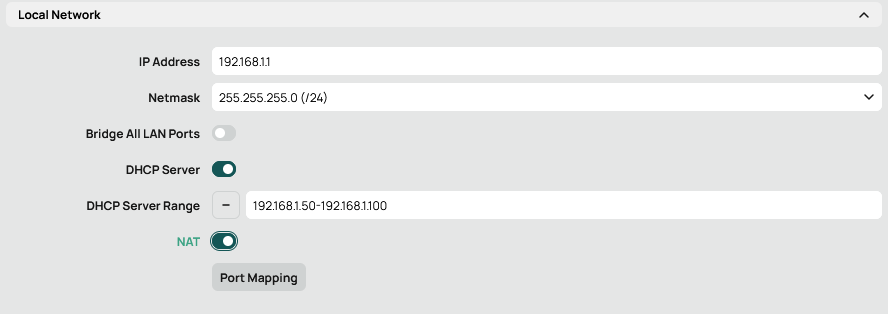 Local Network
IP Address 192.168.1.1
Netmask 255.255.255.0 (/24)
Bridge All LAN Ports
DHCP Server
DHCP Server Range - 192.168.1.50-192.168.1.100
NAT
Port Mapping